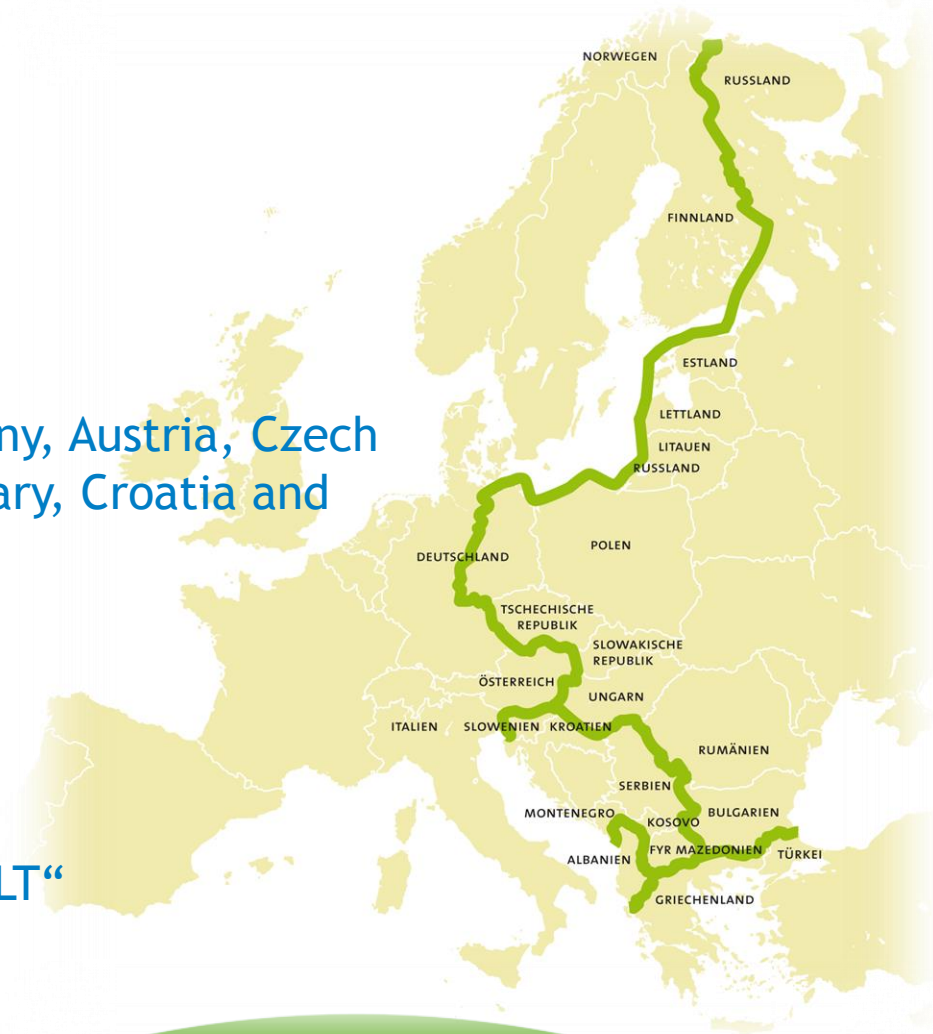 NORWEGEN
RUSSLAND
FINNLAND
ESTLAND
LETTLAND
LITAUEN
RUSSLAND
ny, Austria, Czech
ary, Croatia and
POLEN
DEUTSCHLAND
TSCHECHISCHE
REPUBLIK
SLOWAKISCHE
REPUBLIK
ÖSTERREICH
UNGARN
ITALIEN
SLOWENIEN
KROATIEN
RUMÄNIEN
SERBIEN
MONTENEGRO
KOSOVO
BULGARIEN
ALBANIEN
FYR MAZEDONIEN
TÜRKEI
LT“
GRIECHENLAND